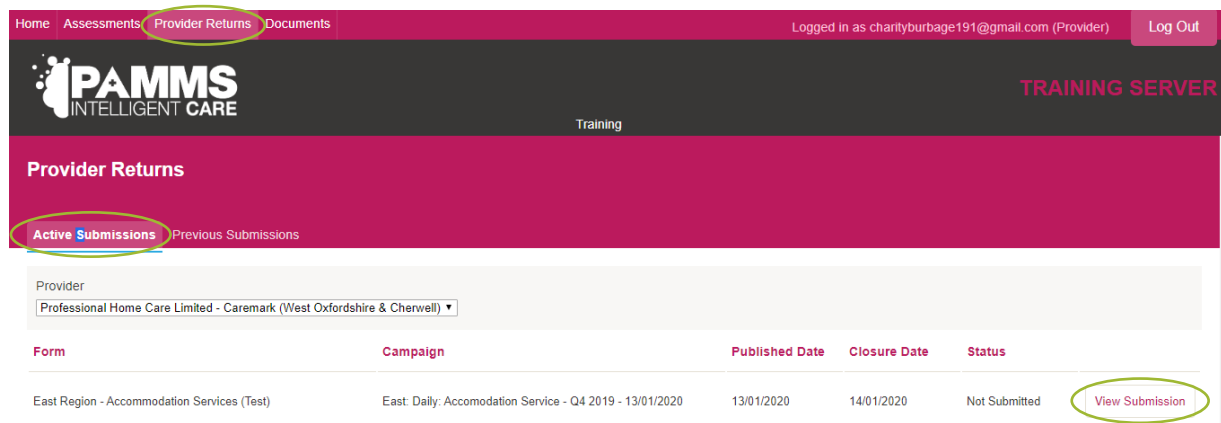 Home Assessments Provider Returns Documents Logged in as charityburbage191@gmail.com (Provider) Log Out
PAMMS
INTELLIGENT CARE
TRAINING SERVER
Training
Provider Returns
Active Submissions Previous Submissions
Provider
Professional Home Care Limited - Caremark (West Oxfordshire & Cherwell)
Form Campaign Published Date Closure Date Status
East Region - Accommodation Services (Test) East: Daily: Accomodation Service - Q4 2019 - 13/01/2020 13/01/2020 14/01/2020 Not Submitted View Submission